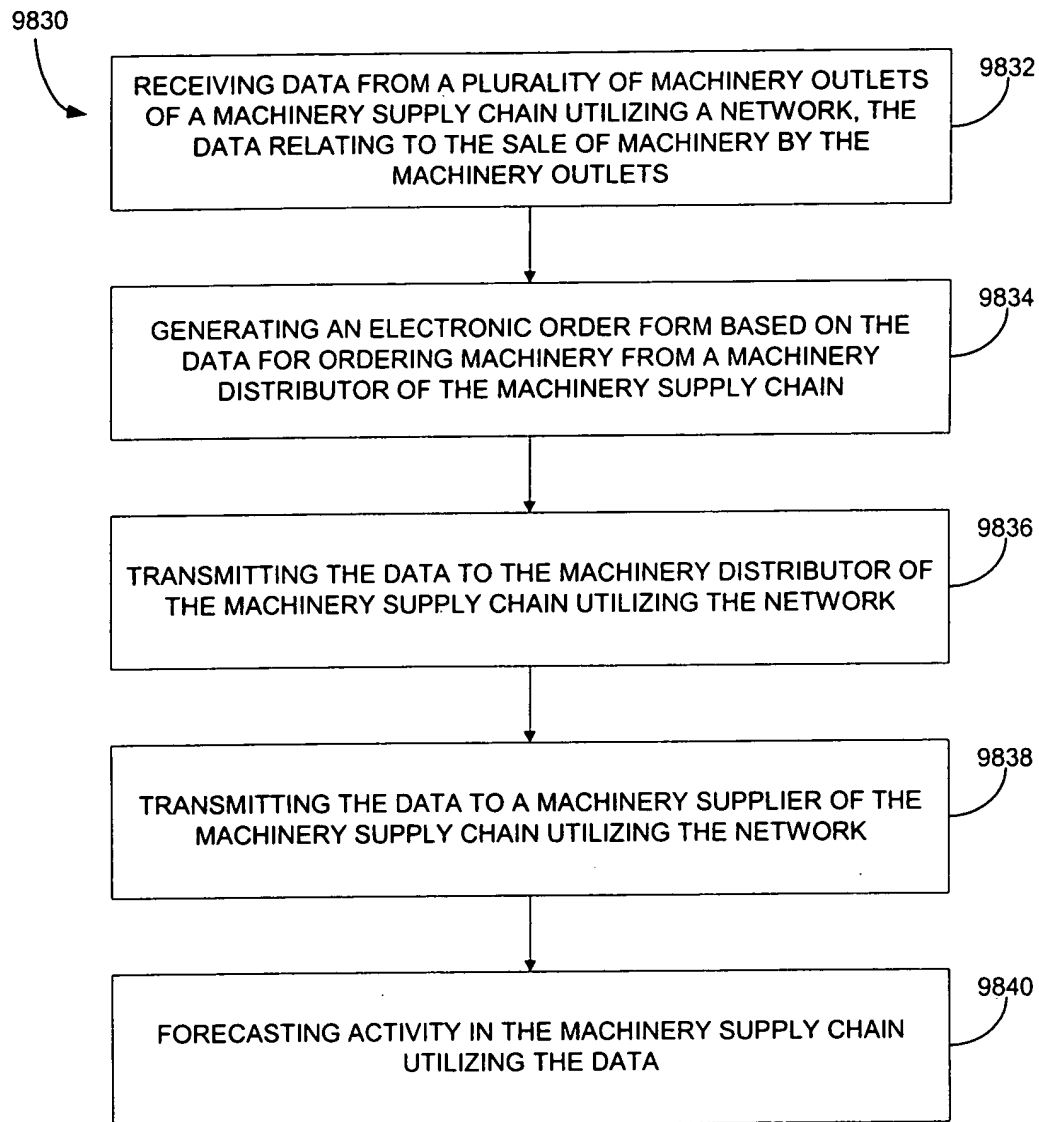 9830
RECEIVING DATA FROM A PLURALITY OF MACHINERY OUTLETS
OF A MACHINERY SUPPLY CHAIN UTILIZING A NETWORK, THE
DATA RELATING TO THE SALE OF MACHINERY BY THE
MACHINERY OUTLETS
9832
GENERATING AN ELECTRONIC ORDER FORM BASED ON THE
DATA FOR ORDERING MACHINERY FROM A MACHINERY
DISTRIBUTOR OF THE MACHINERY SUPPLY CHAIN
9834
TRANSMITTING THE DATA TO THE MACHINERY DISTRIBUTOR OF
THE MACHINERY SUPPLY CHAIN UTILIZING THE NETWORK
9836
TRANSMITTING THE DATA TO A MACHINERY SUPPLIER OF THE
MACHINERY SUPPLY CHAIN UTILIZING THE NETWORK
9838
FORECASTING ACTIVITY IN THE MACHINERY SUPPLY CHAIN
UTILIZING THE DATA
9840